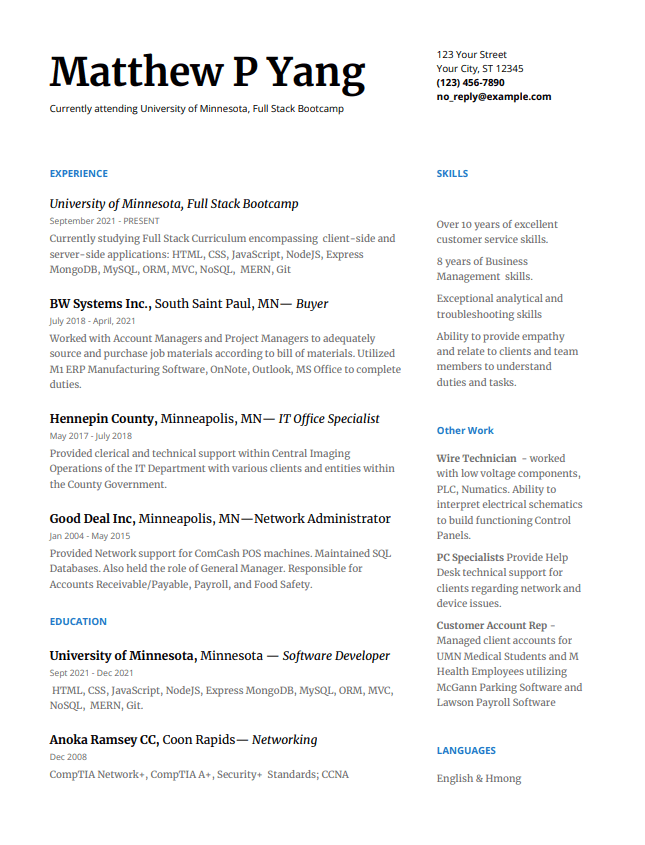 Matthew P Yang
Currently attending University of Minnesota, Full Stack Bootcamp
123 Your Street
Your City, ST 12345
(123) 456-7890
no_reply@example.com
EXPERIENCE
University of Minnesota, Full Stack Bootcamp
September 2021 - PRESENT
Currently studying Full Stack Curriculum encompassing  client-side and
server-side applications: HTML, CSS, JavaScript, NodeJS, Express
MongoDB, MySQL, ORM, MVC, NoSQL,  MERN, Git
BW Systems Inc., South Saint Paul, MN— Buyer
July 2018 - April, 2021
Worked with Account Managers and Project Managers to adequately
source and purchase job materials according to bill of materials. Utilized
M1 ERP Manufacturing Software, OnNote, Outlook, MS Office to complete
duties.
Hennepin County, Minneapolis, MN— IT Office Specialist
May 2017 - July 2018
Provided clerical and technical support within Central Imaging
Operations of the IT Department with various clients and entities within
the County Government.
Good Deal Inc, Minneapolis, MN—Network Administrator
Jan 2004 - May 2015
Provided Network support for ComCash POS machines. Maintained SQL
Databases. Also held the role of General Manager. Responsible for
Accounts Receivable/Payable, Payroll, and Food Safety.
EDUCATION
University of Minnesota, Minnesota — Software Developer
Sept 2021 - Dec 2021
HTML, CSS, JavaScript, NodeJS, Express MongoDB, MySQL, ORM, MVC,
NoSQL,  MERN, Git.
Anoka Ramsey CC, Coon Rapids— Networking
Dec 2008
CompTIA Network+, CompTIA A+, Security+  Standards; CCNA
SKILLS
Over 10 years of excellent
customer service skills.
8 years of Business
Management  skills.
Exceptional analytical and
troubleshooting skills
Ability to provide empathy
and relate to clients and team
members to understand
duties and tasks.
Other Work
Wire Technician  - worked
with low voltage components,
PLC, Numatics. Ability to
interpret electrical schematics
to build functioning Control
Panels.
PC Specialists Provide Help
Desk technical support for
clients regarding network and
device issues.
Customer Account Rep -
Managed client accounts for
UMN Medical Students and M
Health Employees utilizing
McGann Parking Software and
Lawson Payroll Software
LANGUAGES
English & Hmong